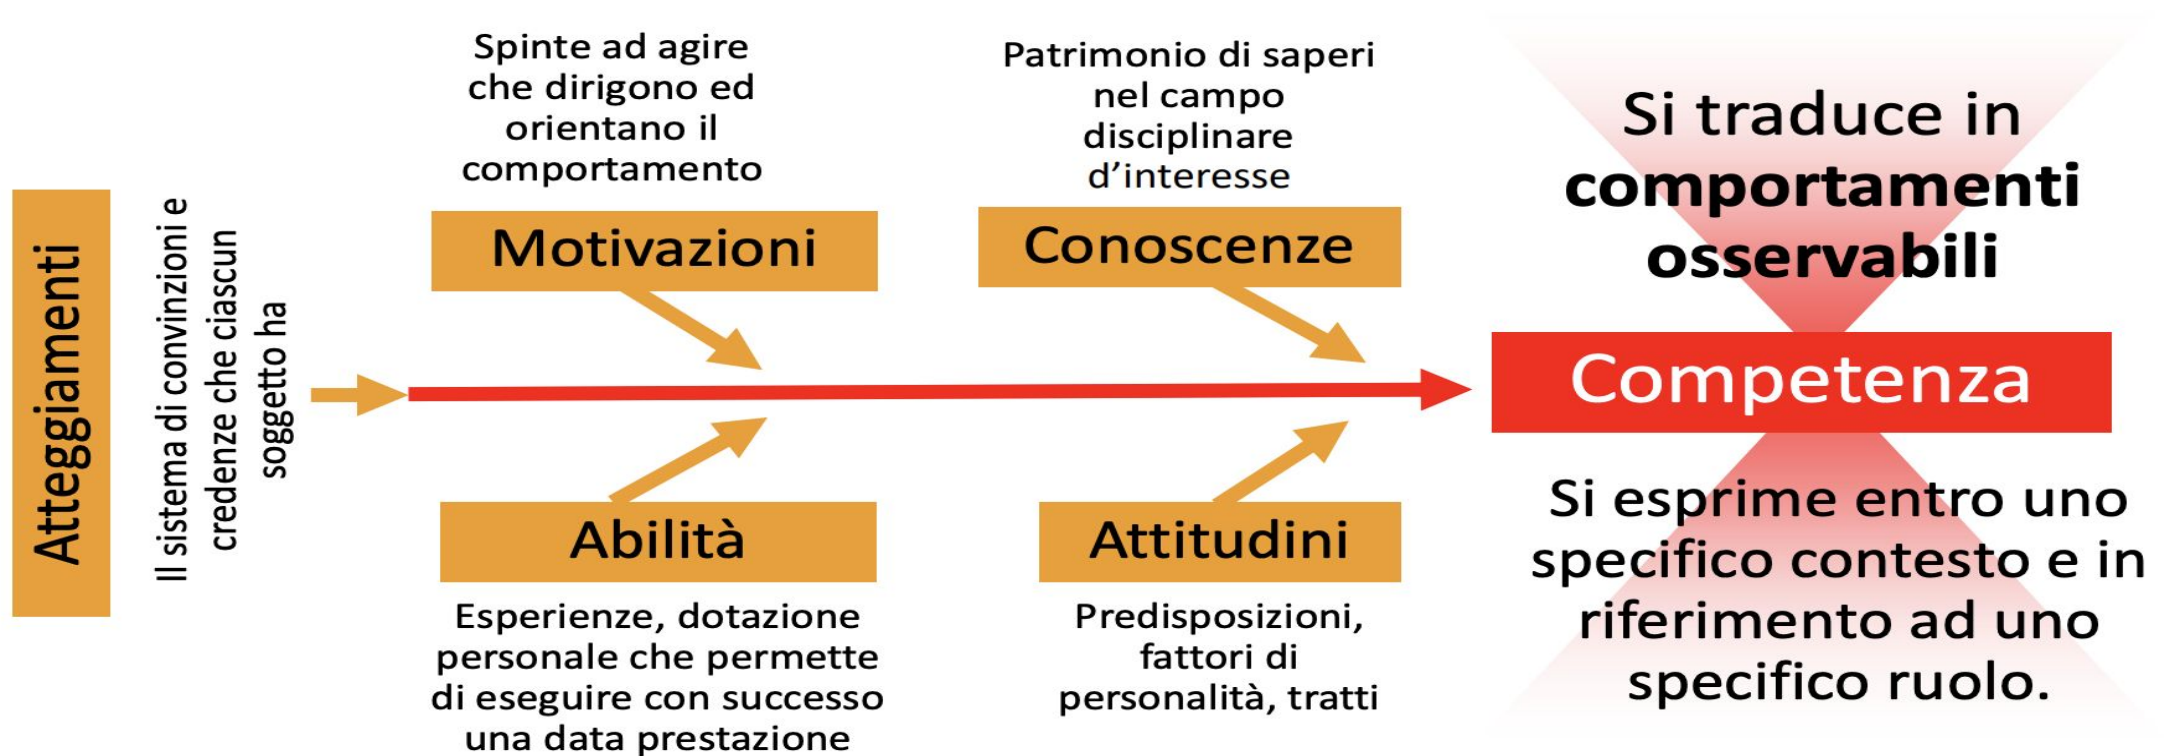 Atteggiamenti
Il sistema di convinzioni e
credenze che ciascun
soggetto ha
Spinte ad agire
che dirigono ed
orientano il
comportamento
Motivazioni
Patrimonio di saperi
nel campo
disciplinare
d’interesse
Conoscenze
Abilità
Esperienze, dotazione
personale che permette
di eseguire con successo
una data prestazione
Attitudini
Predisposizioni,
fattori di
personalità, tratti
Si traduce in
comportamenti
osservabili
Competenza
Si esprime entro uno
specifico contesto e in
riferimento ad uno
specifico ruolo.